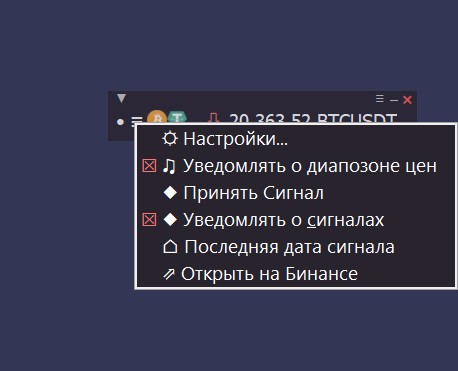 20 363.52 BTCUSDT
Настройки...
Уведомлять о диапозоне цен
Принять Сигнал
Уведомлять о сигналах
Последняя дата сигнала
Открыть на Бинансе